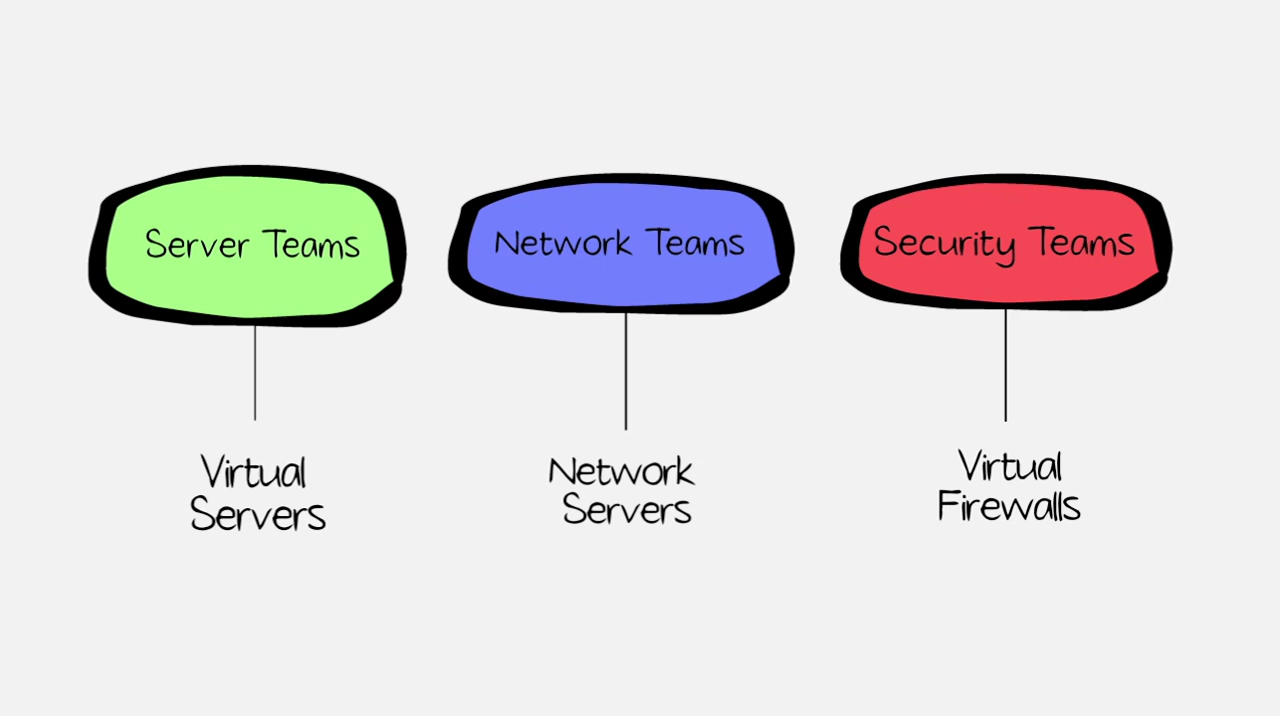 Server Teams
Network Teams
Security Teams
Virtual
Servers
Network
Servers
Virtual
Firewalls